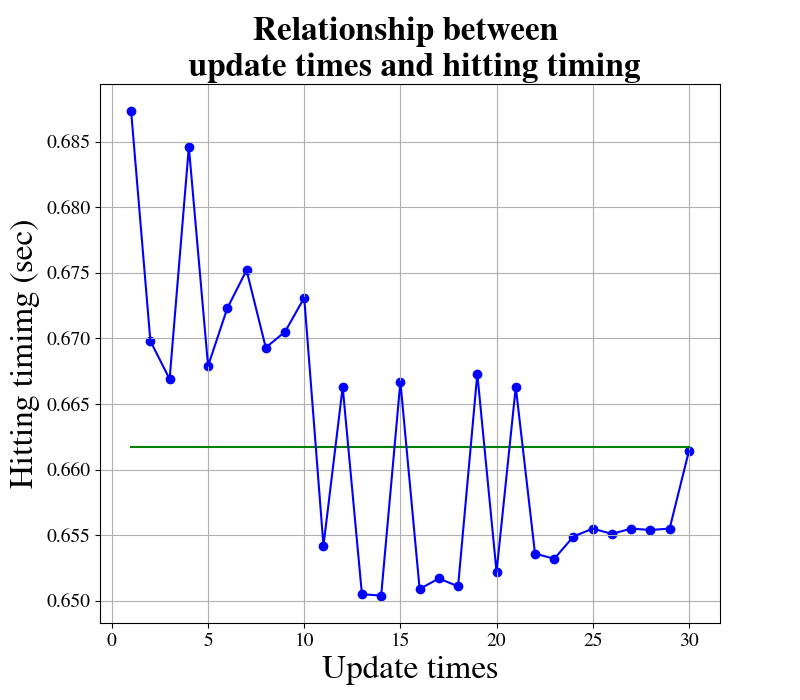 Relationship between
update times and hitting timing
Hitting timimg (sec)
0.685
0.680
0.675
0.670
0.665
0.660
0.655
0.650
0 5 10 15 20 25 30
Update times